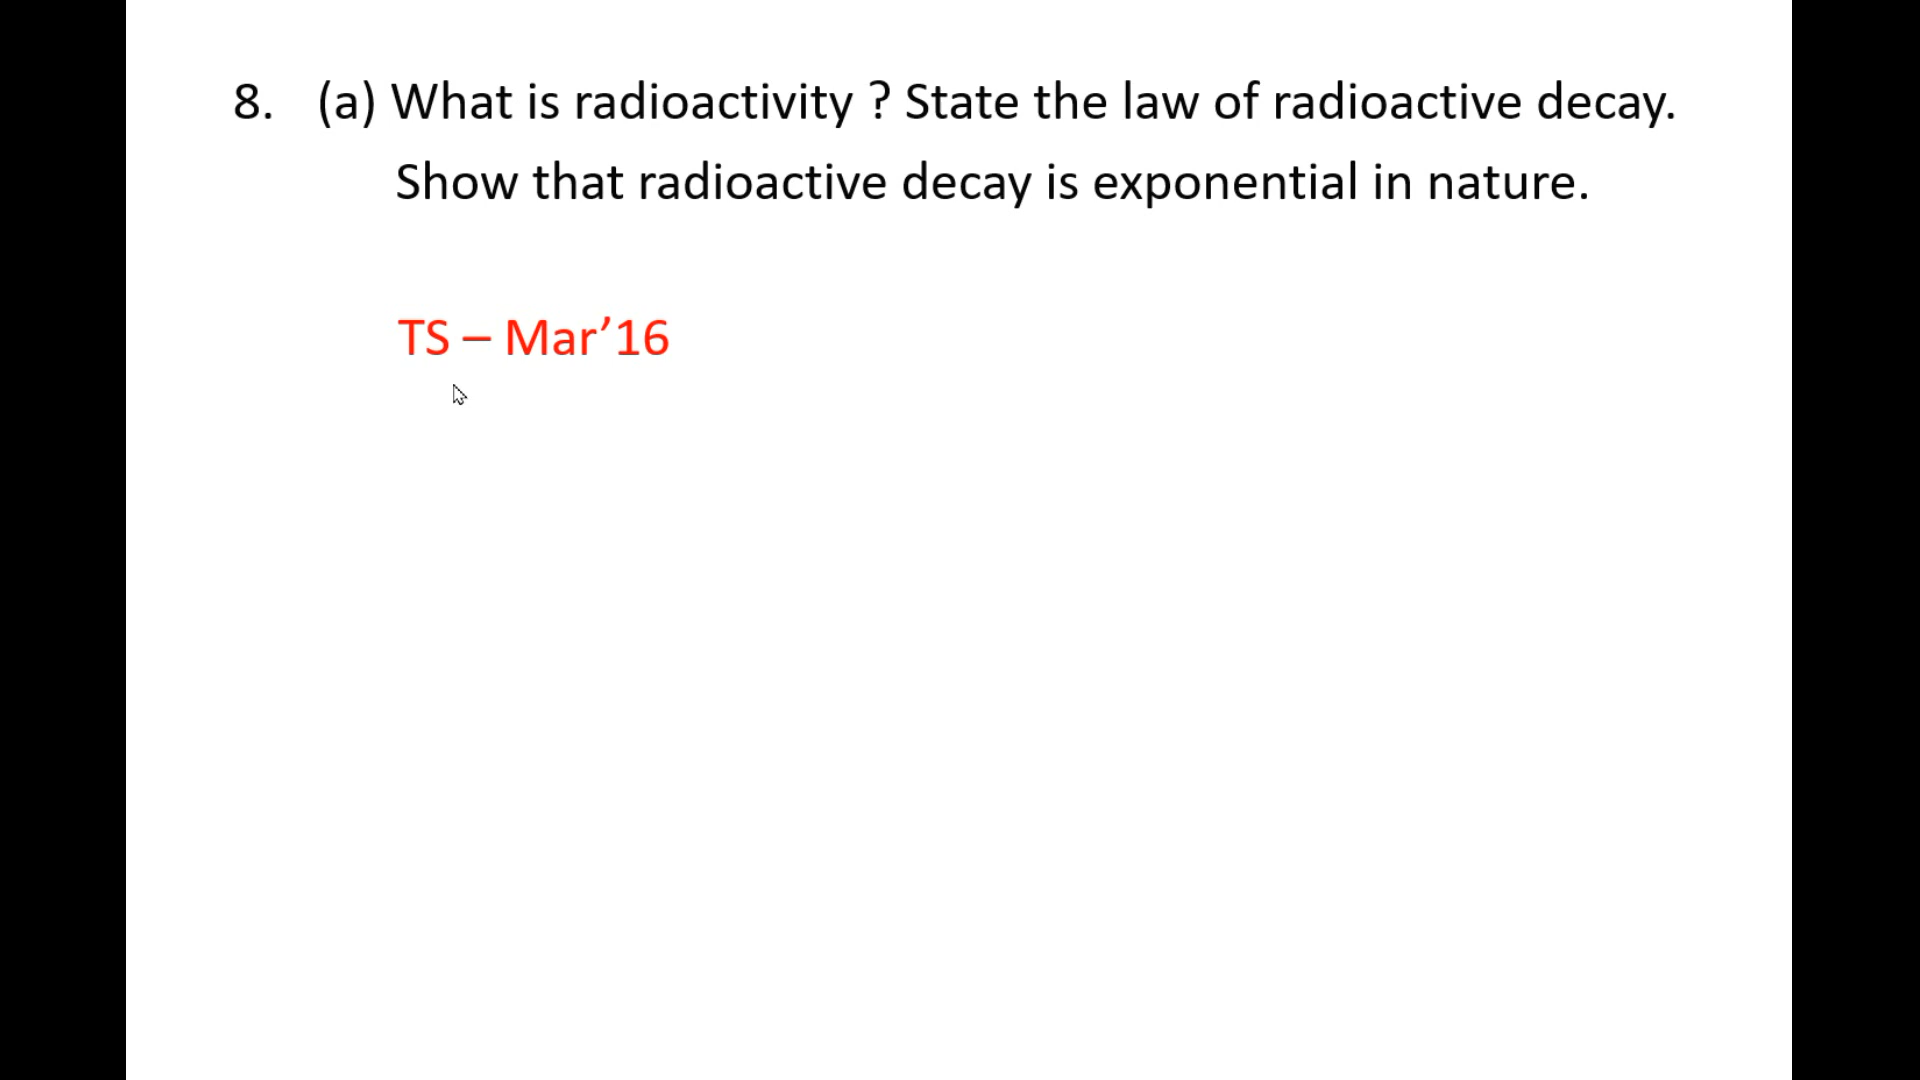 8. (a) What is radioactivity ? State the law of radioactive decay.
Show that radioactive decay is exponential in nature.
TS – Mar’16